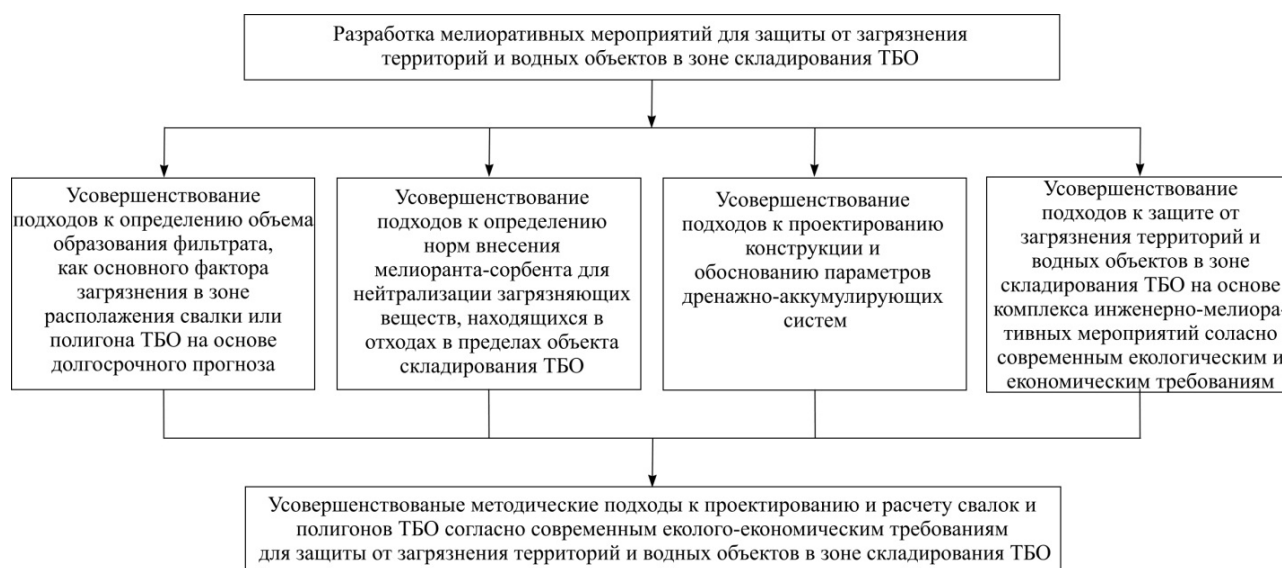 Разработка мелиоративных мероприятий для защиты от загрязнения
территорий и водных объектов в зоне складирования ТБО
Усовершенствование
подходов к определению объема
образования фильтрата,
как основного фактора
загрязнения в зоне
располажения свалки или
полигона ТБО на основе
долгосрочного прогноза
Усовершенствование
подходов к определению
норм внесения
мелиоранта-сорбента для
нейтрализации загрязняющих
веществ, находящихся в
отходах в пределах объекта
складирования ТБО
Усовершенствование
подходов к проектированию
конструкции и
обоснованию параметров
дренажно-аккумулирующих
систем
Усовершенствование
подходов к защите от
загрязнения территорий и
водных объектов в зоне
складирования ТБО на основе
комплекса инженерно-мелиора-
тивных мероприятий соласно
современным екологическим и
економическим требованиям
Усовершенствованые методические подходы к проектированию и расчету свалок и
полигонов ТБО согласно современным еколого-економическим требованиям
для защиты от загрязнения территорий и водных объектов в зоне складирования ТБО